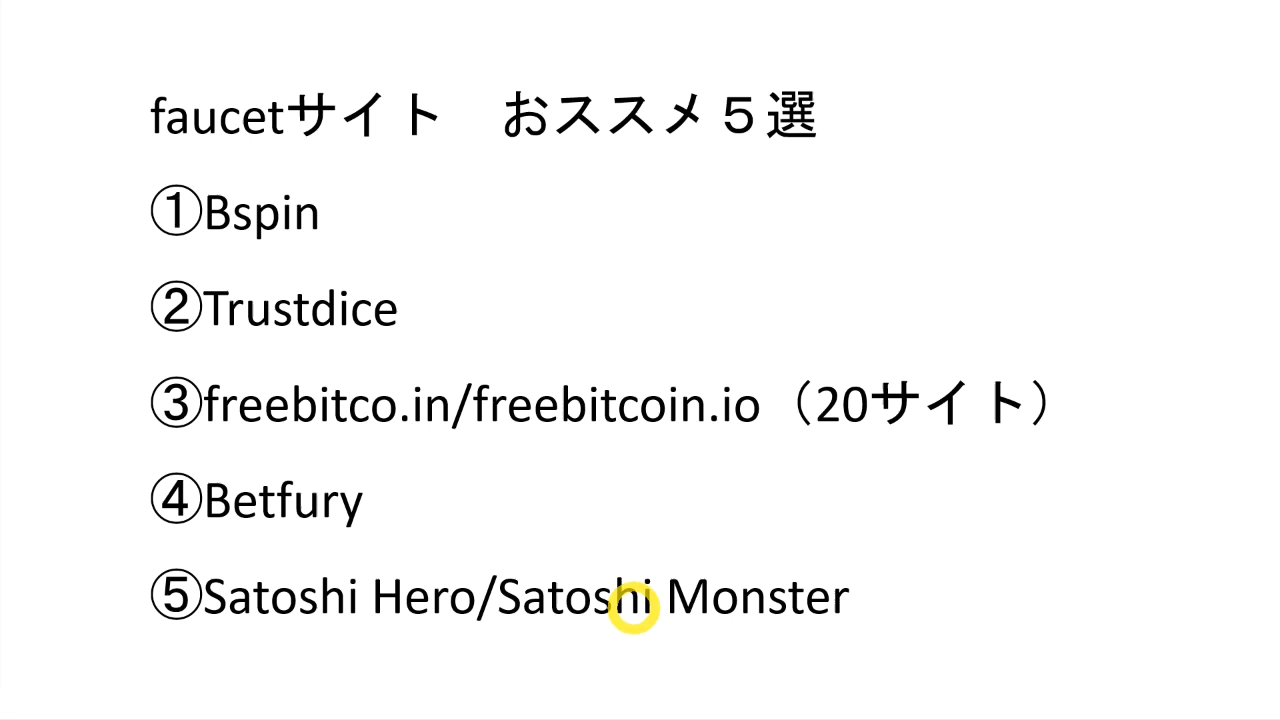 faucetサイト　おススメ５選
①Bspin
②Trustdice
③freebitco.in/freebitcoin.io（20サイト）
④Betfury
⑤Satoshi Hero/Satoshi Monster